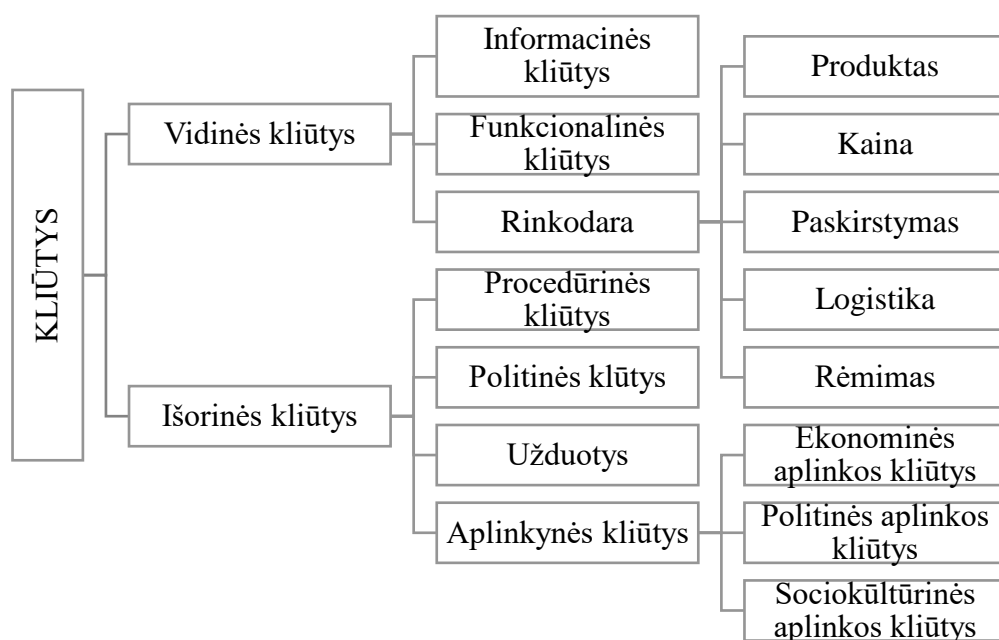 KLIŪTYS
Vidinės kliūtys
Informacinės
kliūtys
Funkcionalinės
kliūtys
Rinkodara
Produktas
Kaina
Paskirstymas
Logistika
Rėmimas
Išorinės kliūtys
Procedūrinės
kliūtys
Politinės klūtys
Užduotys
Aplinkynės kliūtys
Ekonominės
aplinkos kliūtys
Politinės aplinkos
kliūtys
Sociokūltūrinės
aplinkos kliūtys